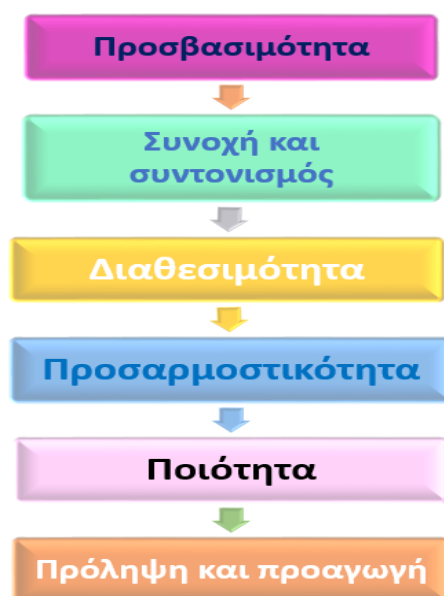 Προσβασιμότητα
Συνοχή και
συντονισμός
Διαθεσιμότητα
Προσαρμοστικότητα
Ποιότητα
Πρόληψη και προαγωγή